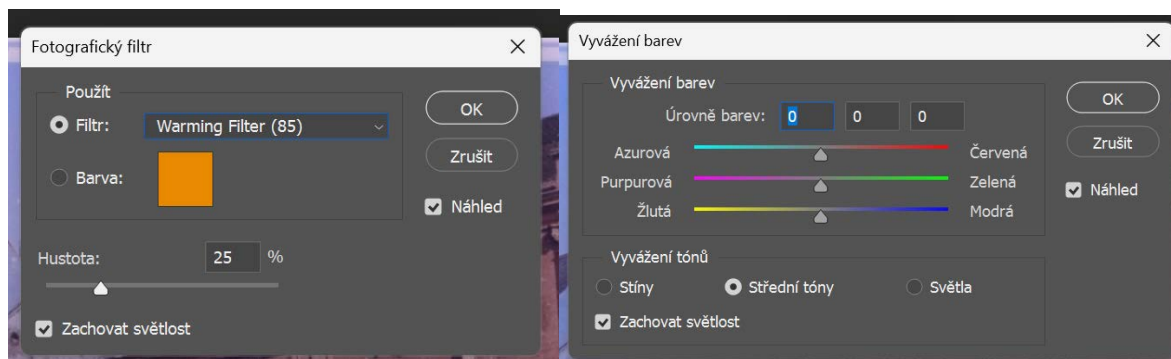 Fotografický filtr
Použít
Filtr: Warming Filter (85)
Barva:
OK
Zrušit
Náhled
Hustota: 25 %
Zachovat světlost
Vyvážení barev
Vyvážení barev
Úrovně barev: 0 0 0
Azurová Červená
Purpurová Zelená
Žlutá Modrá
OK
Zrušit
Náhled
Vyvážení tónů
Stíny Střední tóny Světla
Zachovat světlost